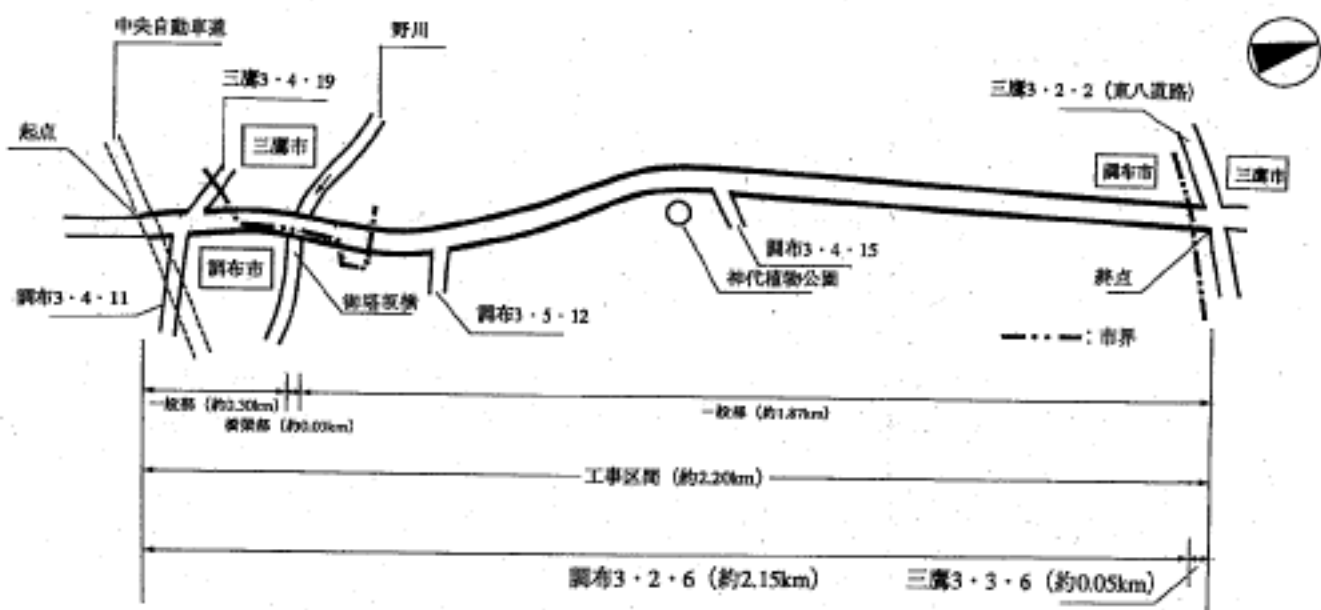 中央自動車道
野川
三鷹3・4・19
三鷹3・2・2（東八道路）
起点
三鷹市
調布市
三鷹市
調布市
調布3・4・15
神代植物公園
終点
調布3・4・11
御塔坂橋
調布3・5・12
：市界
一般部（約0.30km）
橋梁部（約0.03km）
一般部（約1.87km）
工事区間（約2.20km）
調布3・2・6（約2.15km）
三鷹3・3・6（約0.05km）